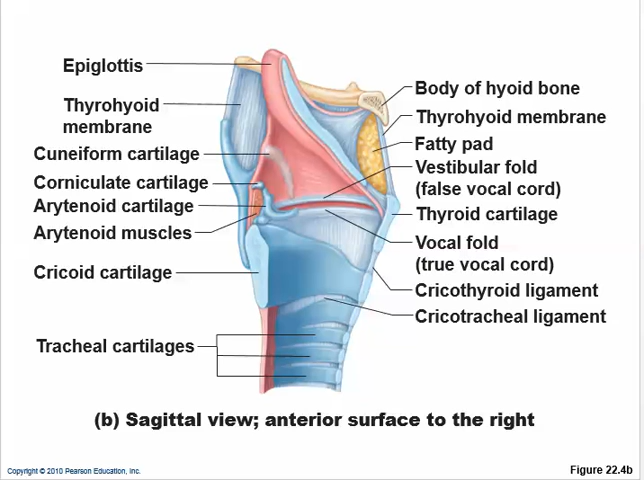 Epiglottis
Thyrohyoid
membrane
Cuneiform cartilage
Corniculate cartilage
Arytenoid cartilage
Arytenoid muscles
Cricoid cartilage
Tracheal cartilages
Body of hyoid bone
Thyrohyoid membrane
Fatty pad
Vestibular fold
(false vocal cord)
Thyroid cartilage
Vocal fold
(true vocal cord)
Cricothyroid ligament
Cricotracheal ligament
(b) Sagittal view; anterior surface to the right
Copyright © 2010 Pearson Education, Inc.
Figure 22.4b